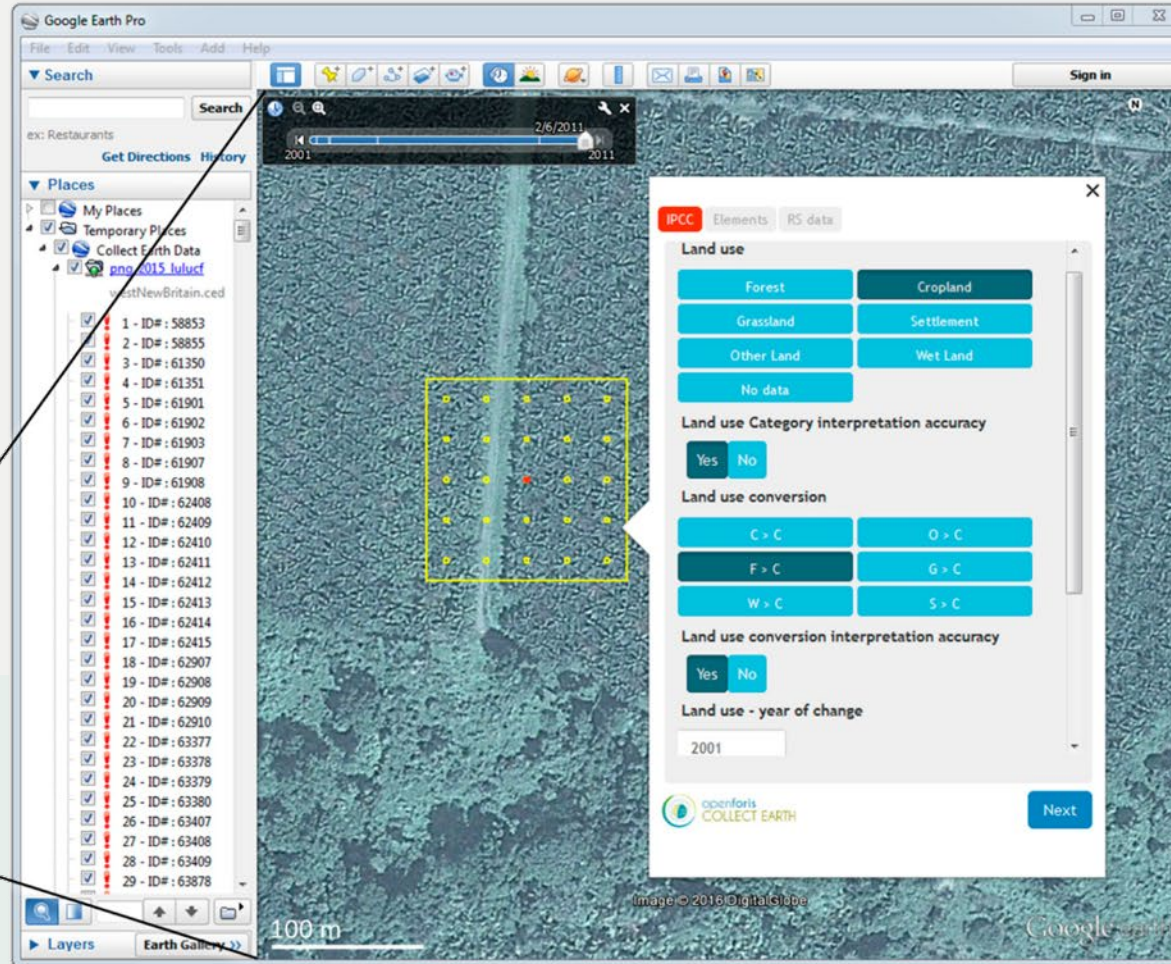 Google Earth Pro
File Edit View Tools Add Help
Search
Search
ex: Restaurants
Get Directions History
Places
My Places
Temporary Places
Collect Earth Data
png_2015_lulucf
westNewBritain.ced
1 - ID# : 58853
2 - ID# : 58855
3 - ID# : 61350
4 - ID# : 61351
5 - ID# : 61901
6 - ID# : 61902
7 - ID# : 61903
8 - ID# : 61907
9 - ID# : 61908
10 - ID# : 62408
11 - ID# : 62409
12 - ID# : 62410
13 - ID# : 62411
14 - ID# : 62412
15 - ID# : 62413
16 - ID# : 62414
17 - ID# : 62415
18 - ID# : 62907
19 - ID# : 62908
20 - ID# : 62909
21 - ID# : 62910
22 - ID# : 63377
23 - ID# : 63378
24 - ID# : 63379
25 - ID# : 63380
26 - ID# : 63407
27 - ID# : 63408
28 - ID# : 63409
29 - ID# : 63878
Layers
Earth Gallery >>
Sign in
2/6/2011
2001 2011
N
IPCC Elements RS data
Land use
Forest Cropland
Grassland Settlement
Other Land Wet Land
No data
Land use Category interpretation accuracy
Yes No
Land use conversion
C > C O > C
F > C G > C
W > C S > C
Land use conversion interpretation accuracy
Yes No
Land use - year of change
2001
openforis
COLLECT EARTH
Next
Image © 2016 DigitalGlobe
100 m
Google earth